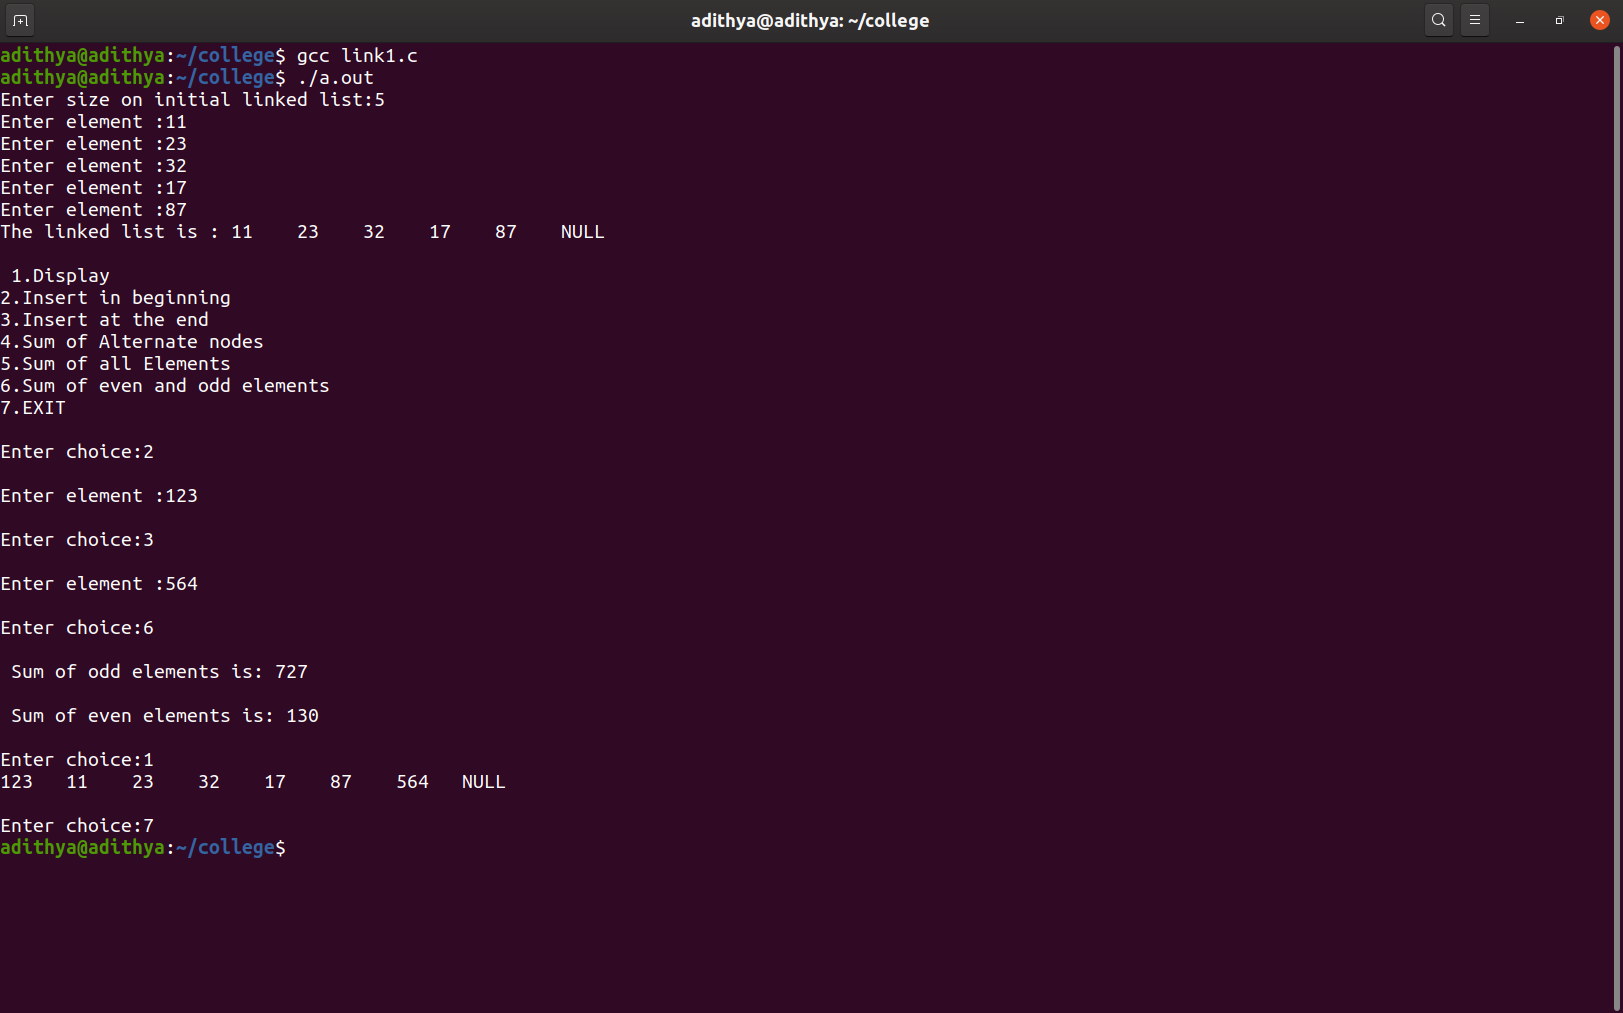 adithya@adithya: ~/college
adithya@adithya:~/college$ gcc link1.c
adithya@adithya:~/college$ ./a.out
Enter size on initial linked list:5
Enter element :11
Enter element :23
Enter element :32
Enter element :17
Enter element :87
The linked list is : 11    23    32    17    87    NULL
 1.Display
2.Insert in beginning
3.Insert at the end
4.Sum of Alternate nodes
5.Sum of all Elements
6.Sum of even and odd elements
7.EXIT
Enter choice:2
Enter element :123
Enter choice:3
Enter element :564
Enter choice:6
 Sum of odd elements is: 727
 Sum of even elements is: 130
Enter choice:1
123   11    23    32    17    87    564   NULL
Enter choice:7
adithya@adithya:~/college$